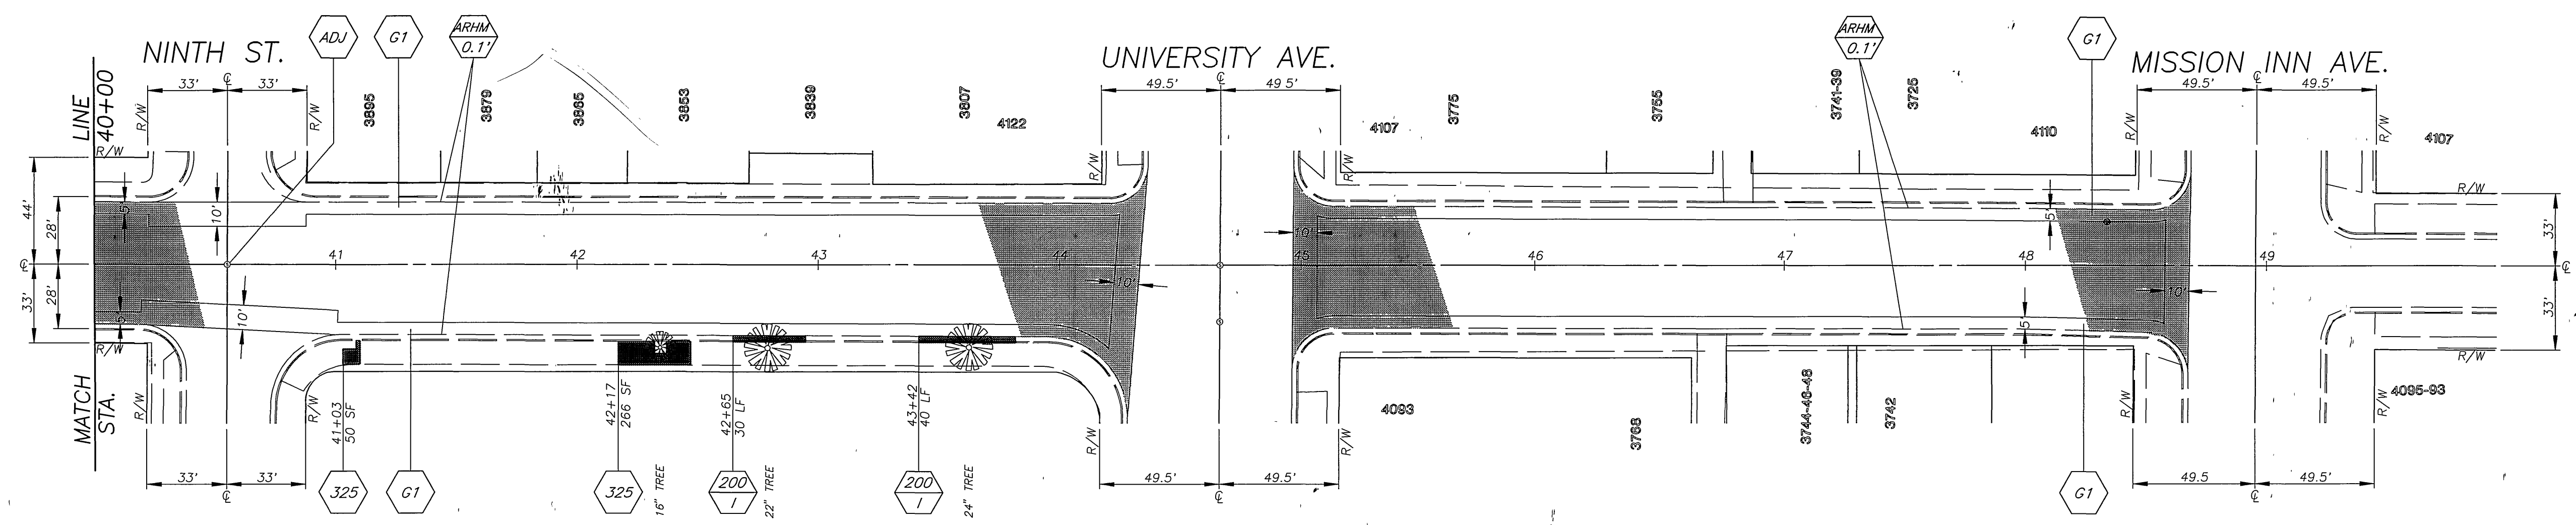 NINTH ST.
UNIVERSITY AVE.
MISSION INN AVE.
ADJ
G1
ARHM
0.1'
ARHM
0.1'
G1
33'
33'
49.5'
49 5'
49.5'
49.5'
MATCH LINE
STA. 40+00
R/W
R/W
R/W
R/W
R/W
R/W
R/W
R/W
3895
3879
3865
3853
3839
3807
4122
4107
3775
3755
3741-39
3725
4110
4107
44'
28'
28'
33'
5'
10'
5'
10'
10'
10'
5'
5'
10'
33'
33'
41
42
43
44
45
46
47
48
49
R/W
R/W
R/W
R/W
R/W
R/W
R/W
R/W
41+03
50 SF
42+17
266 SF
42+65
30 LF
43+42
40 LF
4093
3768
3744-46-48
3742
4095-93
325
G1
325
16" TREE
200
1
22" TREE
200
1
24" TREE
G1
33'
33'
49.5'
49.5'
49.5
49.5'